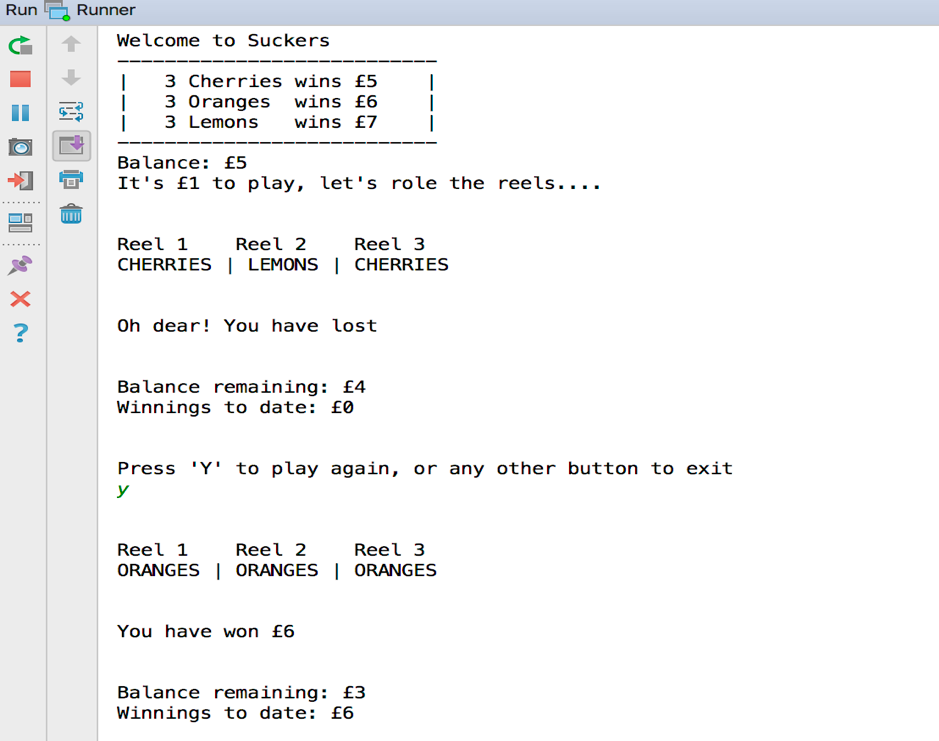 Run Runner
Welcome to Suckers
---------------------------
|   3 Cherries wins £5    |
|   3 Oranges  wins £6    |
|   3 Lemons   wins £7    |
---------------------------
Balance: £5
It's £1 to play, let's role the reels....
Reel 1    Reel 2    Reel 3
CHERRIES | LEMONS | CHERRIES
Oh dear! You have lost
Balance remaining: £4
Winnings to date: £0
Press 'Y' to play again, or any other button to exit
y
Reel 1    Reel 2    Reel 3
ORANGES | ORANGES | ORANGES
You have won £6
Balance remaining: £3
Winnings to date: £6